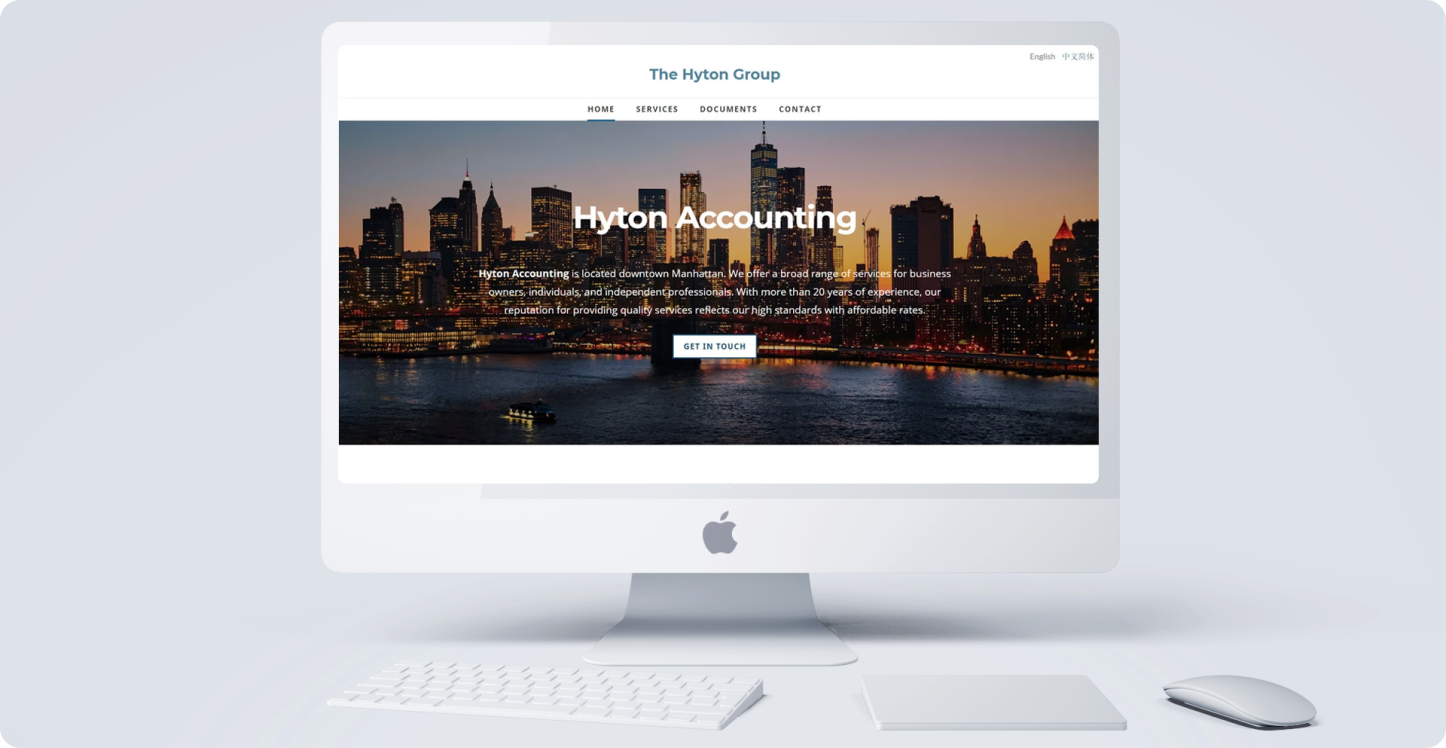 English 中文简体
The Hyton Group
HOME SERVICES DOCUMENTS CONTACT
Hyton Accounting
Hyton Accounting is located downtown Manhattan. We offer a broad range of services for business
owners, individuals, and independent professionals. With more than 20 years of experience, our
reputation for providing quality services reflects our high standards with affordable rates.
GET IN TOUCH